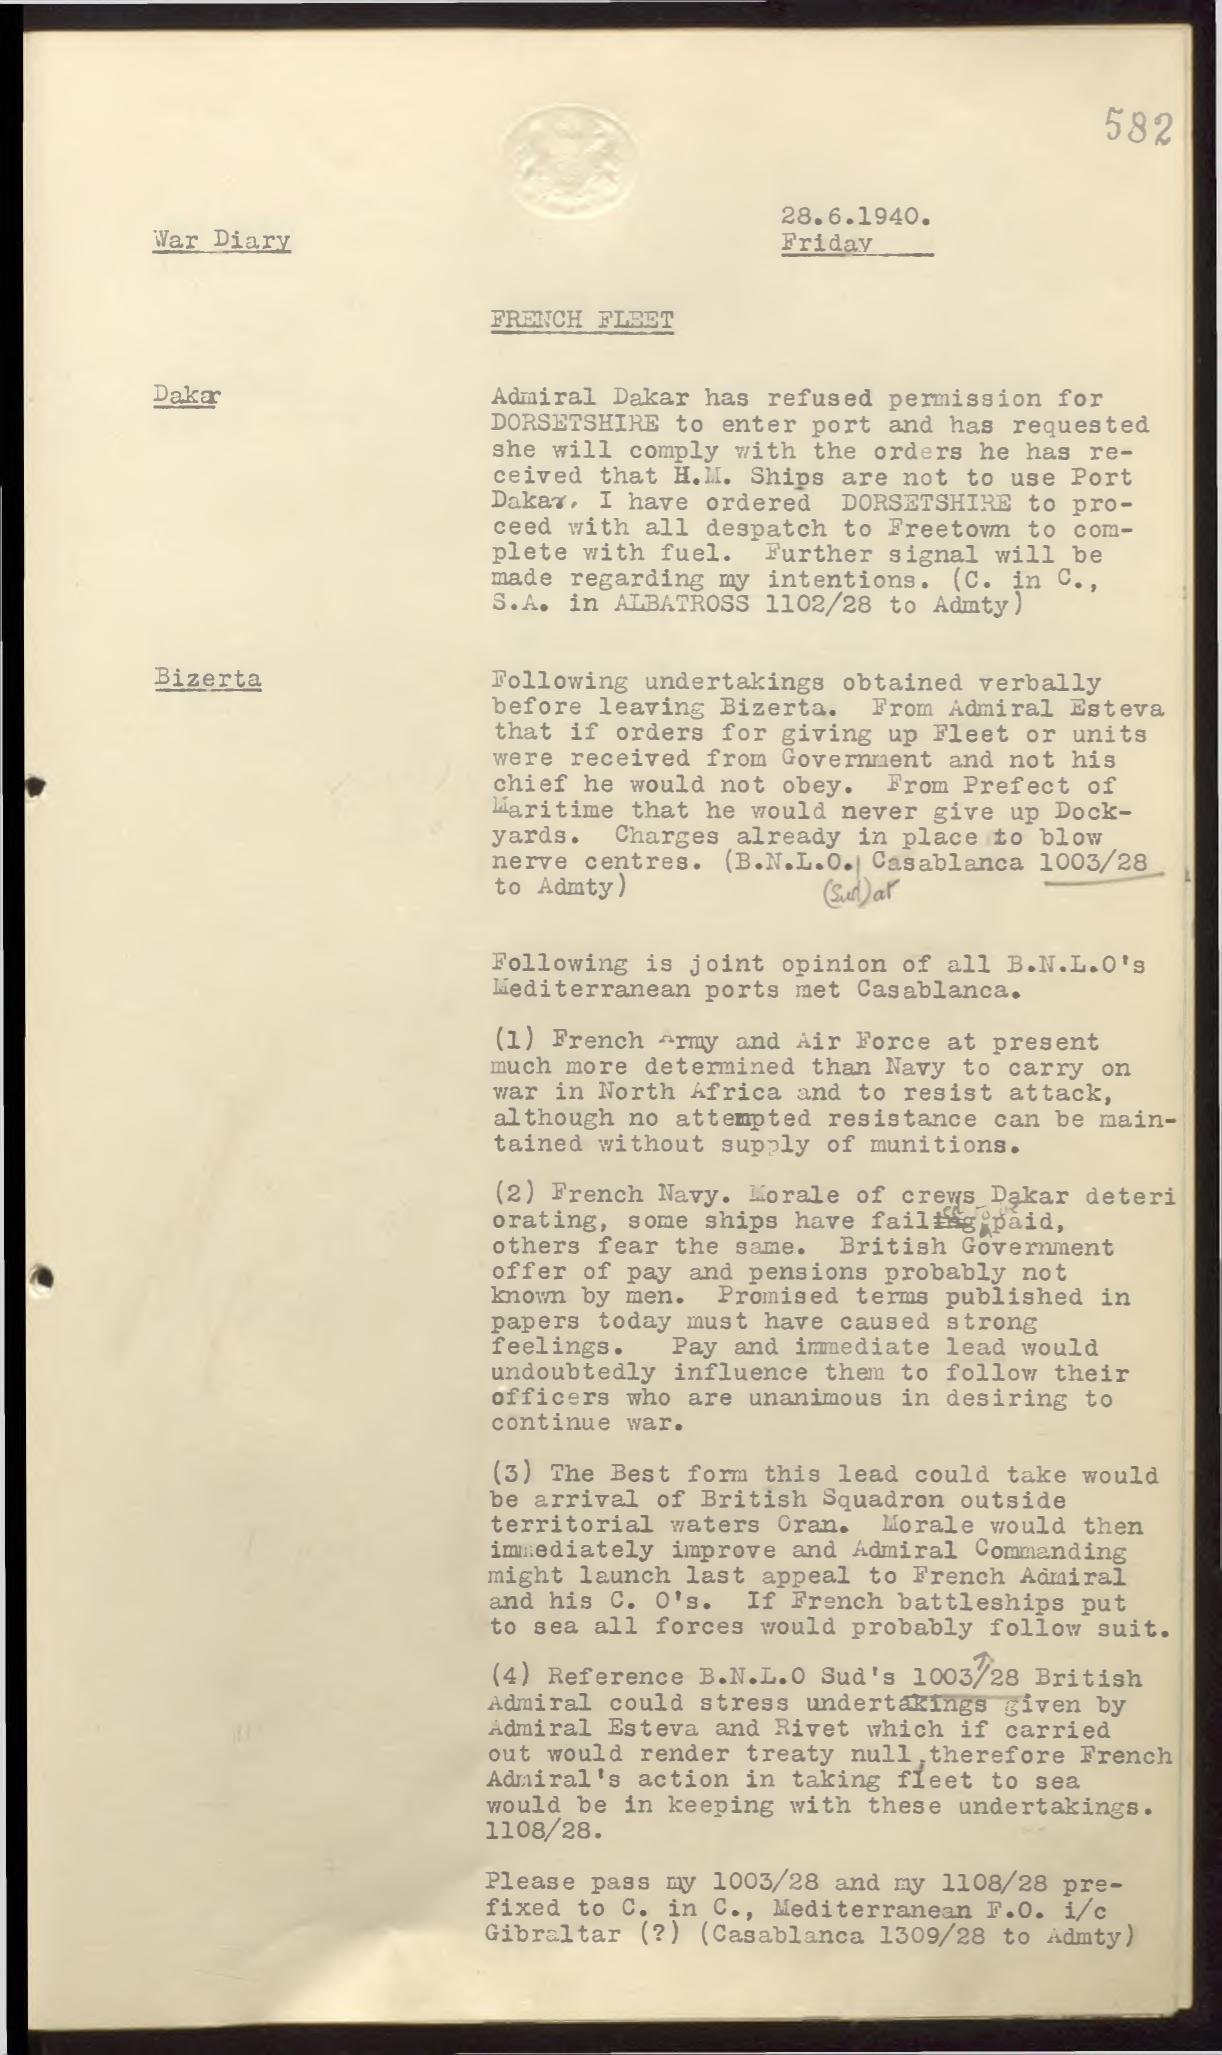 582
28.6.1940.
War Diary
Friday
FRENCH FLEET
Dakar
Admiral Dakar has refused permission for
DORSETSHIRE to enter port and has requested
she will comply with the orders he has re-
ceived that H.M. Ships are not to use Port
Dakar. I have ordered DORSETSHIRE to pro-
ceed with all despatch to Freetown to com-
plete with fuel. Further signal will be
made regarding my intentions. (C. in C.,
S.A. in ALBATROSS 1102/28 to Admty)
Bizerta
Following undertakings obtained verbally
before leaving Bizerta. From Admiral Esteva
that if orders for giving up Fleet or units
were received from Government and not his
chief he would not obey. From Prefect of
Maritime that he would never give up Dock-
yards. Charges already in place to blow
nerve centres. (B.N.L.O. Casablanca 1003/28
to Admty)
(Sud) at
Following is joint opinion of all B.N.L.O's
Mediterranean ports met Casablanca.
(1) French Army and Air Force at present
much more determined than Navy to carry on
war in North Africa and to resist attack,
although no attempted resistance can be main-
tained without supply of munitions.
(2) French Navy. Morale of crews Dakar deteri
orating, some ships have failed to be paid,
others fear the same. British Government
offer of pay and pensions probably not
known by men. Promised terms published in
papers today must have caused strong
feelings. Pay and immediate lead would
undoubtedly influence them to follow their
officers who are unanimous in desiring to
continue war.
(3) The Best form this lead could take would
be arrival of British Squadron outside
territorial waters Oran. Morale would then
immediately improve and Admiral Commanding
might launch last appeal to French Admiral
and his C. O's. If French battleships put
to sea all forces would probably follow suit.
(4) Reference B.N.L.O Sud's 1003/28 British
Admiral could stress undertakings given by
Admiral Esteva and Rivet which if carried
out would render treaty null, therefore French
Admiral's action in taking fleet to sea
would be in keeping with these undertakings.
1108/28.
Please pass my 1003/28 and my 1108/28 pre-
fixed to C. in C., Mediterranean F.O. i/c
Gibraltar (?) (Casablanca 1309/28 to Admty)